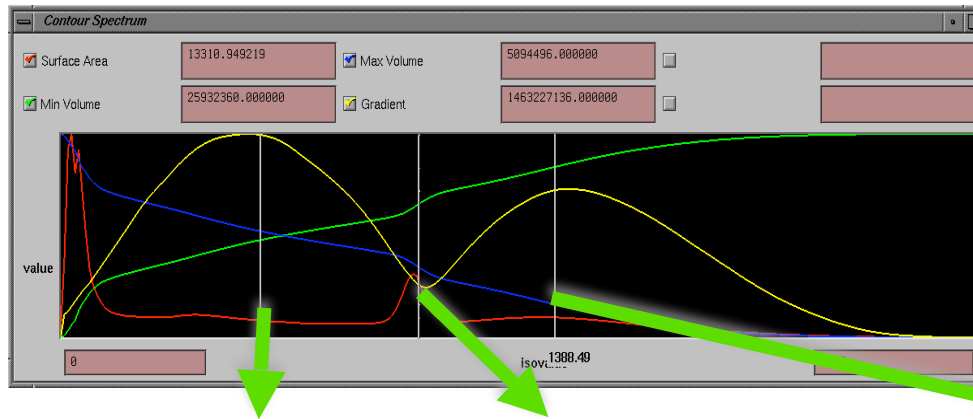 Contour Spectrum
Surface Area 13310.949219 Max Volume 5094496.000000
Min Volume 25932360.000000 Gradient 1463227136.000000
value
0 1388.49